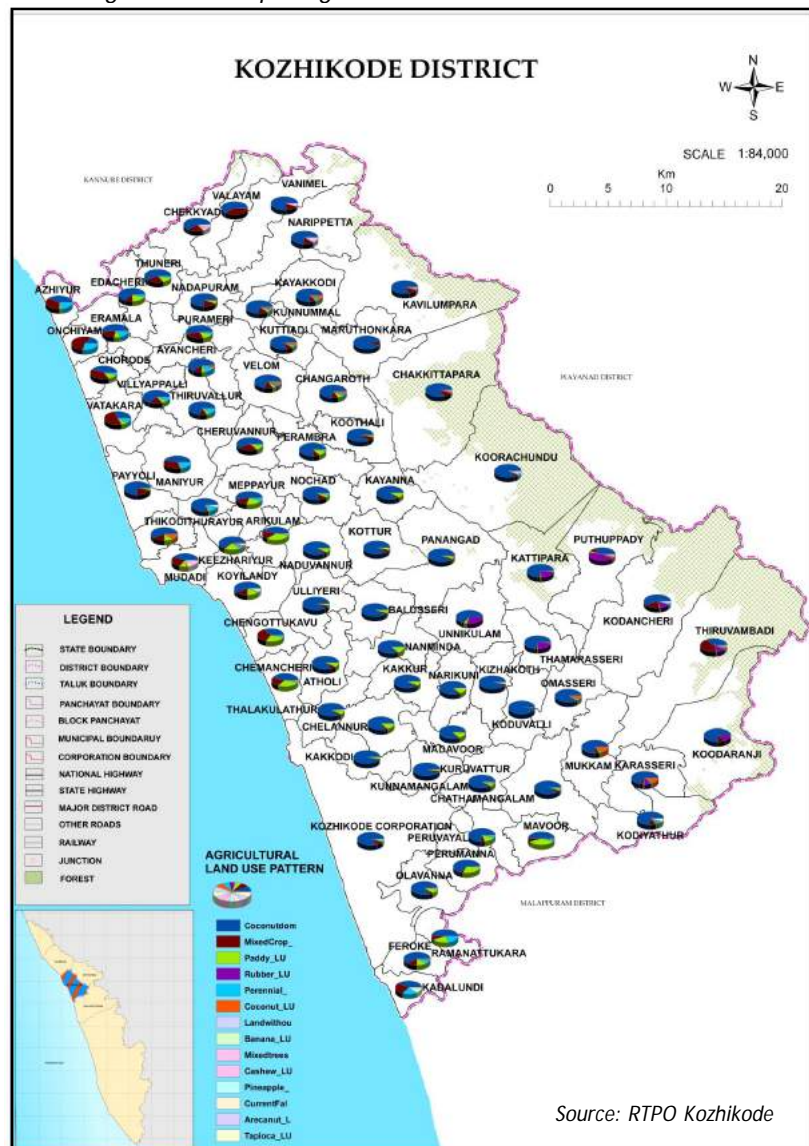 KOZHIKODE DISTRICT
N
W E
S
SCALE 1:84,000
Km
0 5 10 20
KANNURE DISTRICT
VANIMEL
VALAYAM
CHEKKYAD
NARIPPETTA
THUNERI
EDACHERI
NADAPURAM
KAYAKKODI
AZHIYUR
KAVILUMPARA
ERAMALA
PURAMERI
KUNNUMMAL
ONCHIYAM
KUTTIADI
MARUTHONKARA
AYANCHERI
CHORODE
VELOM
CHAKKITTAPARA
VILLYAPPALLI
THIRUVALLUR
CHANGAROTH
VATAKARA
KOOTHALI
CHERUVANNUR
PERAMBRA
KOORACHUNDU
PAYYOLI
MANIYUR
MEPPAYUR
NOCHAD
KAYANNA
THIKODI
THURAYUR
ARIKULAM
KOTTUR
PANANGAD
PUTHUPPADY
KEEZHARIYUR
NADUVANNUR
KATTIPARA
MUDADI
KOYILANDY
ULLIYERI
BALUSSERI
KODANCHERI
UNNIKULAM
CHENGOTTUKAVU
THIRUVAMBADI
NANMINDA
THAMARASSERI
CHEMANCHERI
ATHOLI
KAKKUR
NARIKUNI
KIZHAKOTH
OMASSERI
THALAKULATHUR
KODUVALLI
CHELANNUR
MADAVOOR
KOODARANJI
KAKKODI
MUKKAM
KARASSERI
KURUVATTUR
KUNNAMANGALAM
CHATHAMANGALAM
KOZHIKODE CORPORATION
PERUVAYAL
MAVOOR
KODIYATHUR
PERUMANNA
OLAVANNA
MALAPPURAM DISTRICT
FEROKE
RAMANATTUKARA
KADALUNDI
LEGEND
STATE BOUNDARY
DISTRICT BOUNDARY
TALUK BOUNDARY
PANCHAYAT BOUNDARY
BLOCK PANCHAYAT
MUNICIPAL BOUNDARUY
CORPORATION BOUNDARY
NATIONAL HIGHWAY
STATE HIGHWAY
MAJOR DISTRICT ROAD
OTHER ROADS
RAILWAY
JUNCTION
FOREST
AGRICULTURAL
LAND USE PATTERN
Coconutdom
MixedCrop_
Paddy_LU
Rubber_LU
Perennial_
Coconut_LU
Landwithou
Banana_LU
Mixedtrees
Cashew_LU
Pineapple_
CurrentFal
Arecanut_L
Tapioca_LU
Source: RTPO Kozhikode